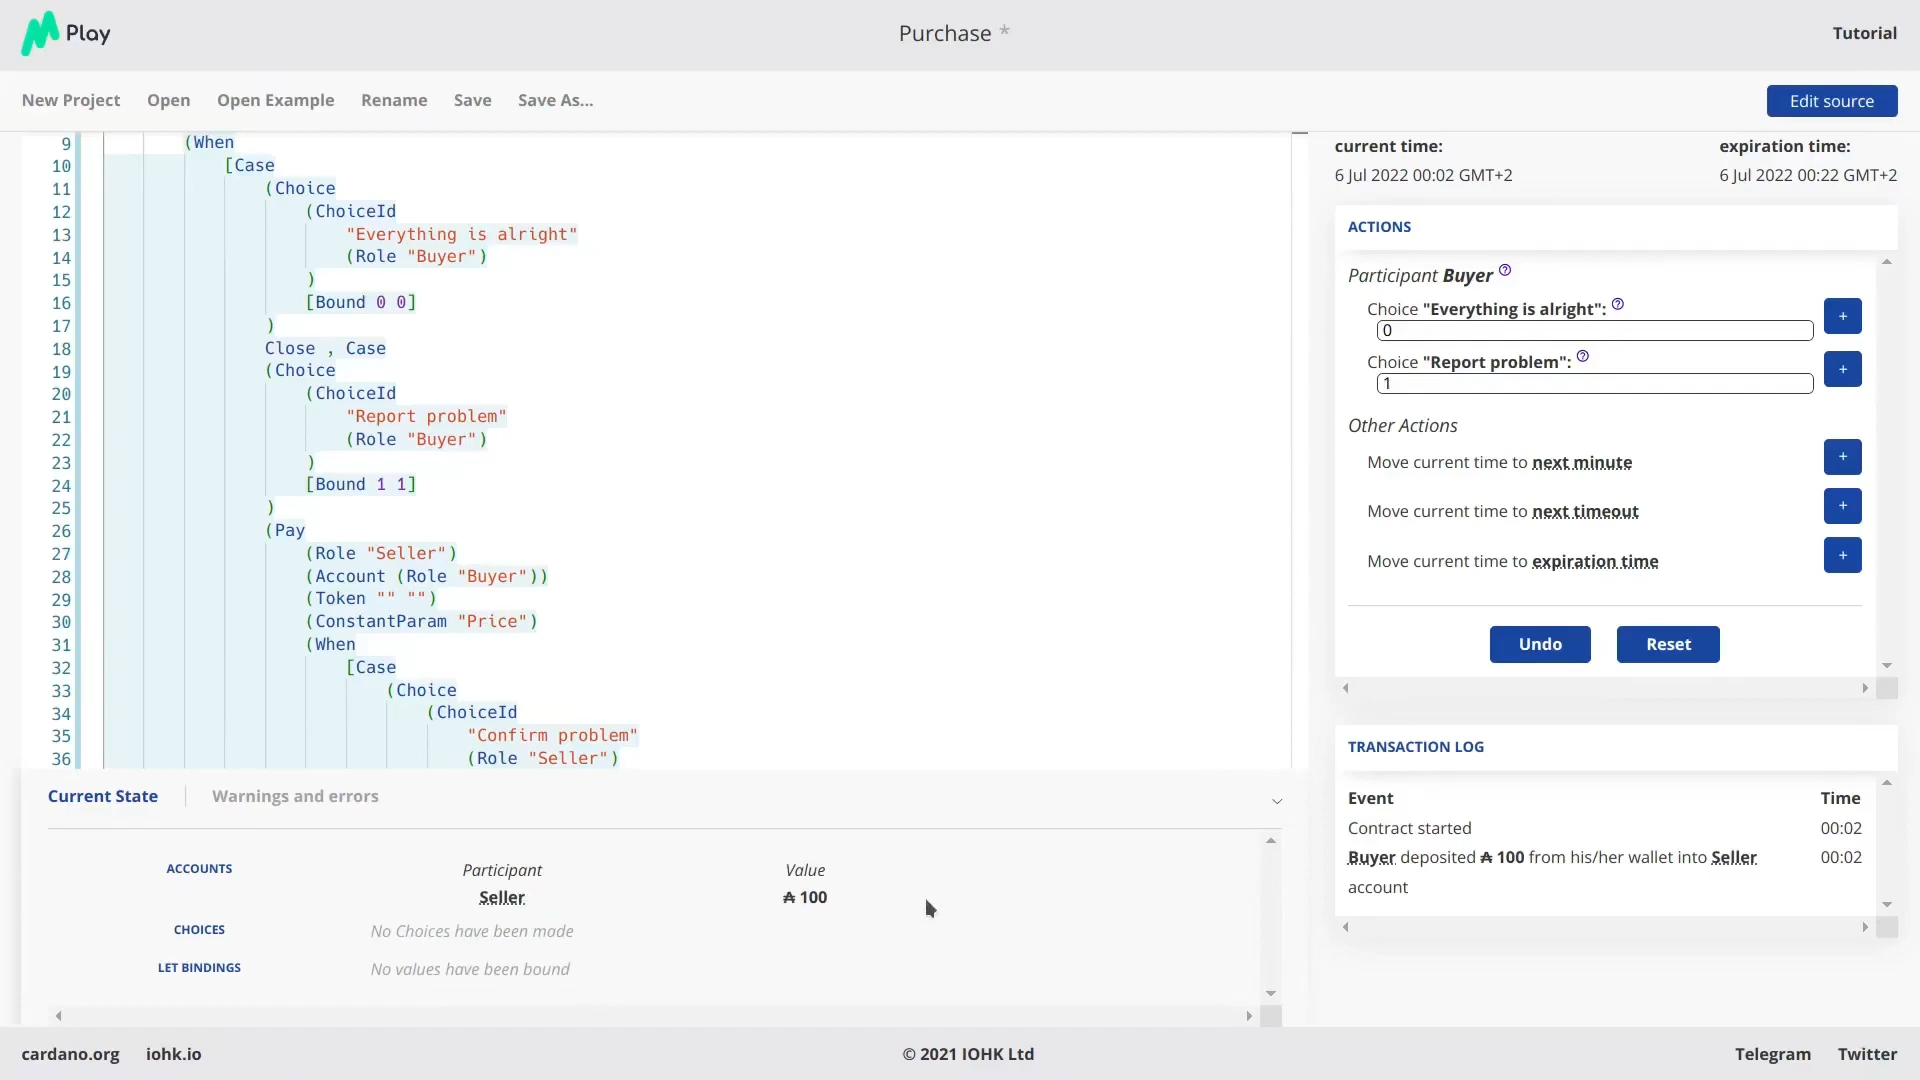 Play
Purchase *
Tutorial
New Project
Open
Open Example
Rename
Save
Save As...
Edit source
9 (When
10 [Case
11 (Choice
12 (ChoiceId
13 "Everything is alright"
14 (Role "Buyer")
15 )
16 [Bound 0 0]
17 )
18 Close , Case
19 (Choice
20 (ChoiceId
21 "Report problem"
22 (Role "Buyer")
23 )
24 [Bound 1 1]
25 )
26 (Pay
27 (Role "Seller")
28 (Account (Role "Buyer"))
29 (Token "" "")
30 (ConstantParam "Price")
31 (When
32 [Case
33 (Choice
34 (ChoiceId
35 "Confirm problem"
36 (Role "Seller")
current time:
expiration time:
6 Jul 2022 00:02 GMT+2
6 Jul 2022 00:22 GMT+2
ACTIONS
Participant Buyer ?
Choice "Everything is alright": ?
0
+
Choice "Report problem": ?
1
+
Other Actions
Move current time to next minute
+
Move current time to next timeout
+
Move current time to expiration time
+
Undo
Reset
TRANSACTION LOG
Event
Time
Contract started
00:02
Buyer deposited ₳ 100 from his/her wallet into Seller
00:02
account
Current State
Warnings and errors
ACCOUNTS
Participant
Value
Seller
₳ 100
CHOICES
No Choices have been made
LET BINDINGS
No values have been bound
cardano.org
iohk.io
© 2021 IOHK Ltd
Telegram
Twitter